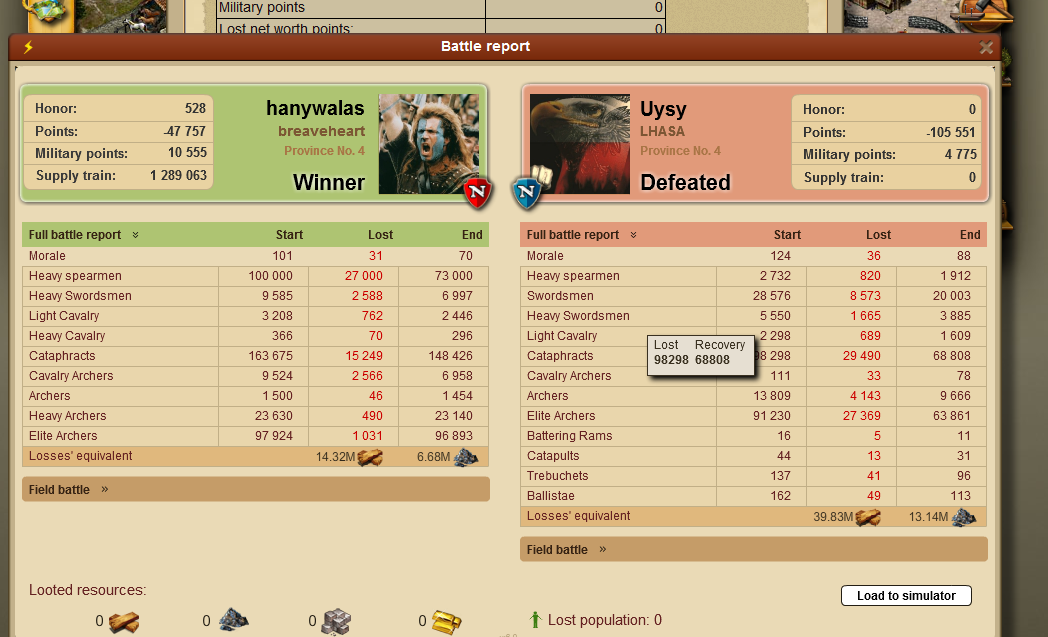 Military points 0
Lost net worth points: 0
Battle report
Honor: 528
Points: -47 757
Military points: 10 555
Supply train: 1 289 063
hanywalas
breaveheart
Province No. 4
Winner
N
N
Uysy
LHASA
Province No. 4
Defeated
Honor: 0
Points: -105 551
Military points: 4 775
Supply train: 0
Full battle report Start Lost End
Morale 101 31 70
Heavy spearmen 100 000 27 000 73 000
Heavy Swordsmen 9 585 2 588 6 997
Light Cavalry 3 208 762 2 446
Heavy Cavalry 366 70 296
Cataphracts 163 675 15 249 148 426
Cavalry Archers 9 524 2 566 6 958
Archers 1 500 46 1 454
Heavy Archers 23 630 490 23 140
Elite Archers 97 924 1 031 96 893
Losses' equivalent 14.32M 6.68M
Field battle »
Full battle report Start Lost End
Morale 124 36 88
Heavy spearmen 2 732 820 1 912
Swordsmen 28 576 8 573 20 003
Heavy Swordsmen 5 550 1 665 3 885
Light Cavalry 2 298 689 1 609
Cataphracts 98 298 29 490 68 808
Lost Recovery
98298 68808
Cavalry Archers 111 33 78
Archers 13 809 4 143 9 666
Elite Archers 91 230 27 369 63 861
Battering Rams 16 5 11
Catapults 44 13 31
Trebuchets 137 41 96
Ballistae 162 49 113
Losses' equivalent 39.83M 13.14M
Field battle »
Looted resources:
0 0 0 0
Load to simulator
Lost population: 0